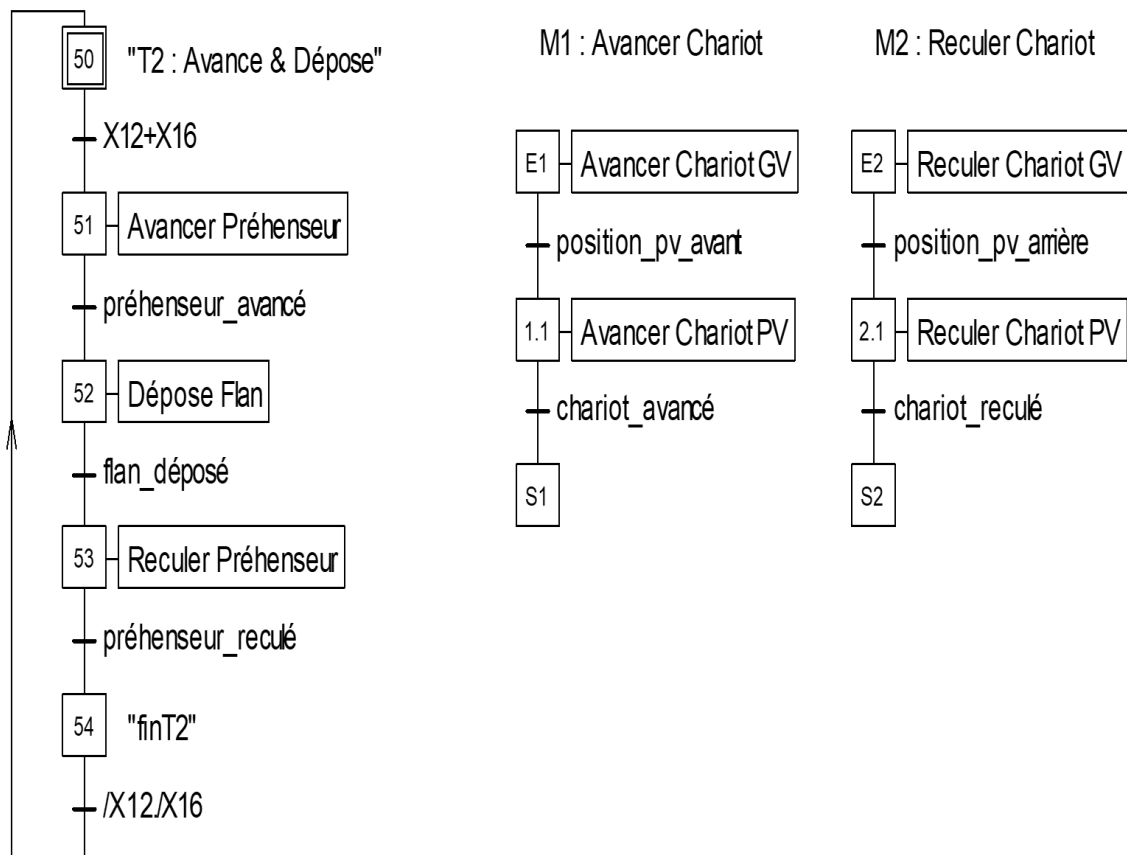 50 "T2 : Avance & Dépose"
X12+X16
51 Avancer Préhenseur
préhenseur_avancé
52 Dépose Flan
flan_déposé
53 Reculer Préhenseur
préhenseur_reculé
54 "finT2"
/X12./X16
M1 : Avancer Chariot
E1 Avancer Chariot GV
position_pv_avant
1.1 Avancer Chariot PV
chariot_avancé
S1
M2 : Reculer Chariot
E2 Reculer Chariot GV
position_pv_arrière
2.1 Reculer Chariot PV
chariot_reculé
S2